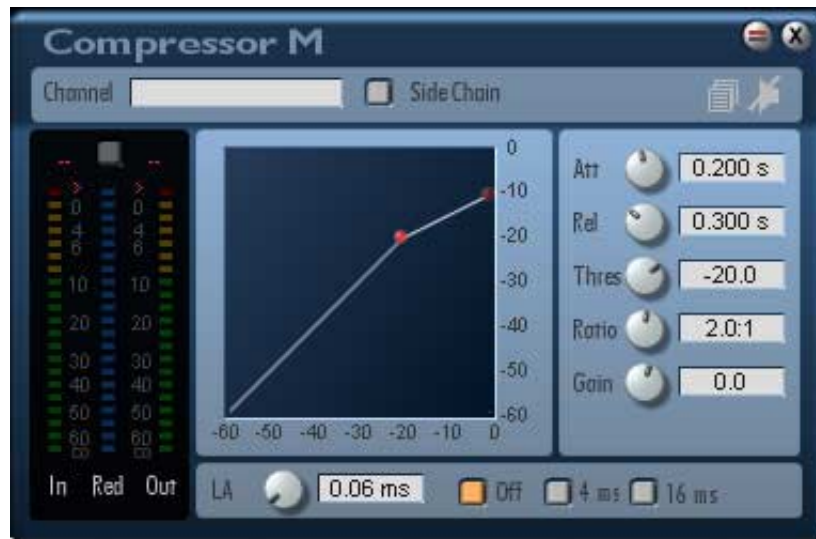 Compressor M
Channel
Side Chain
-- --
> >
0 0
4 4
6 6
10 10
20 20
30 30
40 40
50 50
60 60
∞ ∞
In Red Out
0
-10
-20
-30
-40
-50
-60
-60 -50 -40 -30 -20 -10 0
Att 0.200 s
Rel 0.300 s
Thres -20.0
Ratio 2.0:1
Gain 0.0
LA 0.06 ms Off 4 ms 16 ms